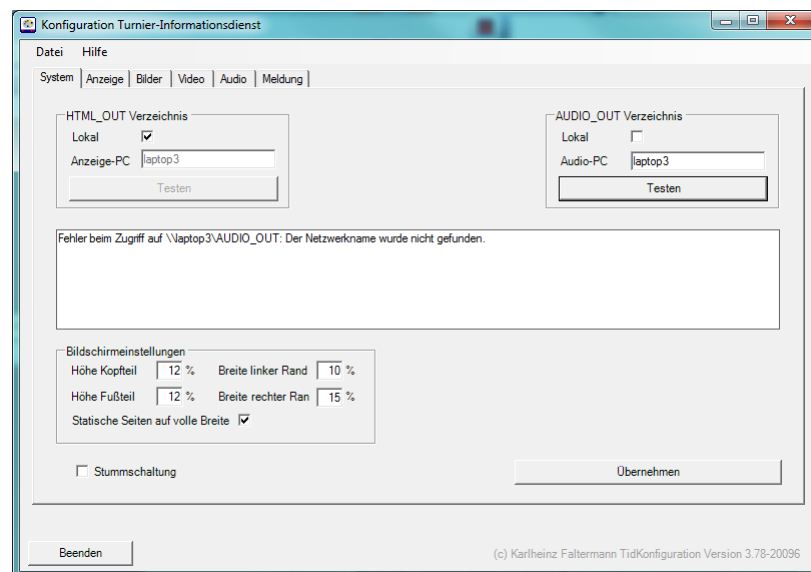 Konfiguration Turnier-Informationsdienst
Datei Hilfe
System Anzeige Bilder Video Audio Meldung
HTML_OUT Verzeichnis
Lokal
Anzeige-PC laptop3
Testen
AUDIO_OUT Verzeichnis
Lokal
Audio-PC laptop3
Testen
Fehler beim Zugriff auf \\laptop3\AUDIO_OUT: Der Netzwerkname wurde nicht gefunden.
Bildschirmeinstellungen
Höhe Kopfteil 12 % Breite linker Rand 10 %
Höhe Fußteil 12 % Breite rechter Ran 15 %
Statische Seiten auf volle Breite
Stummschaltung
Übernehmen
Beenden
(c) Karlheinz Faltermann TidKonfiguration Version 3.78-20096